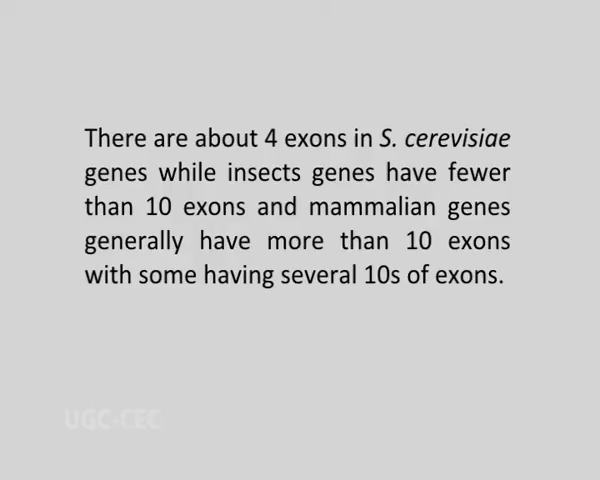 There are about 4 exons in S. cerevisiae
genes while insects genes have fewer
than 10 exons and mammalian genes
generally have more than 10 exons
with some having several 10s of exons.
UGC-CEC